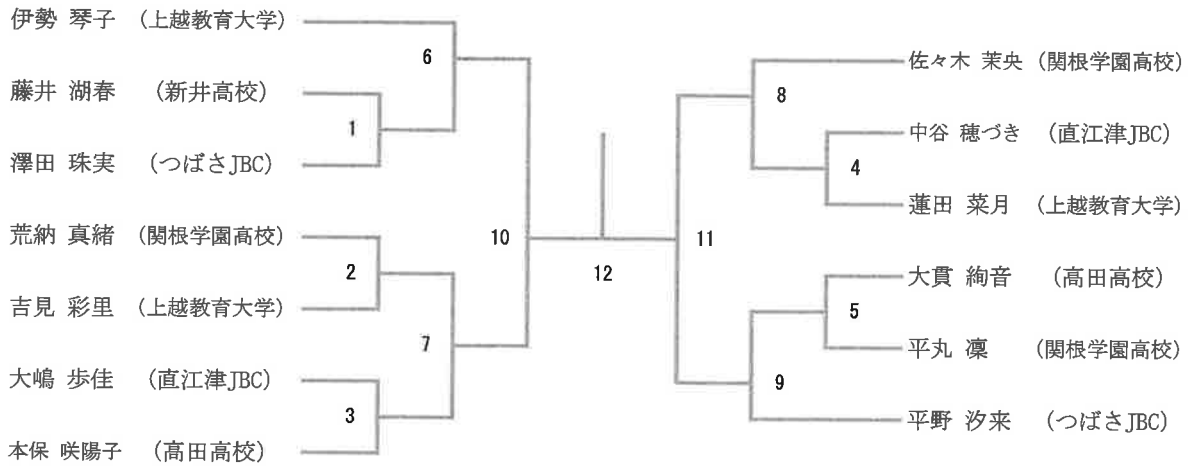 伊勢 琴子 (上越教育大学)
6
藤井 湖春 (新井高校)
1
澤田 珠実 (つばさJBC)
荒納 真緒 (関根学園高校)
10
2
吉見 彩里 (上越教育大学)
7
大嶋 歩佳 (直江津JBC)
3
本保 咲陽子 (高田高校)
12
佐々木 茉央 (関根学園高校)
8
中谷 穂づき (直江津JBC)
4
蓮田 菜月 (上越教育大学)
11
大貫 絢音 (高田高校)
5
平丸 凜 (関根学園高校)
9
平野 汐来 (つばさJBC)